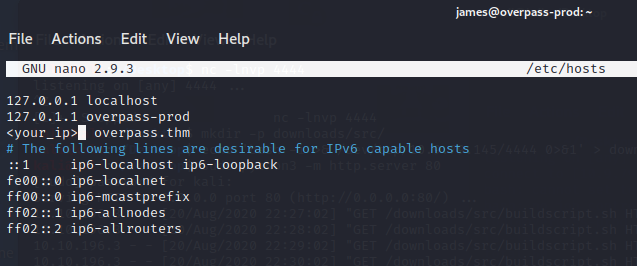 james@overpass-prod: ~
File Actions Edit View Help
GNU nano 2.9.3 /etc/hosts
127.0.0.1 localhost
127.0.1.1 overpass-prod
<your_ip> overpass.thm
# The following lines are desirable for IPv6 capable hosts
::1 ip6-localhost ip6-loopback
fe00::0 ip6-localnet
ff00::0 ip6-mcastprefix
ff02::1 ip6-allnodes
ff02::2 ip6-allrouters